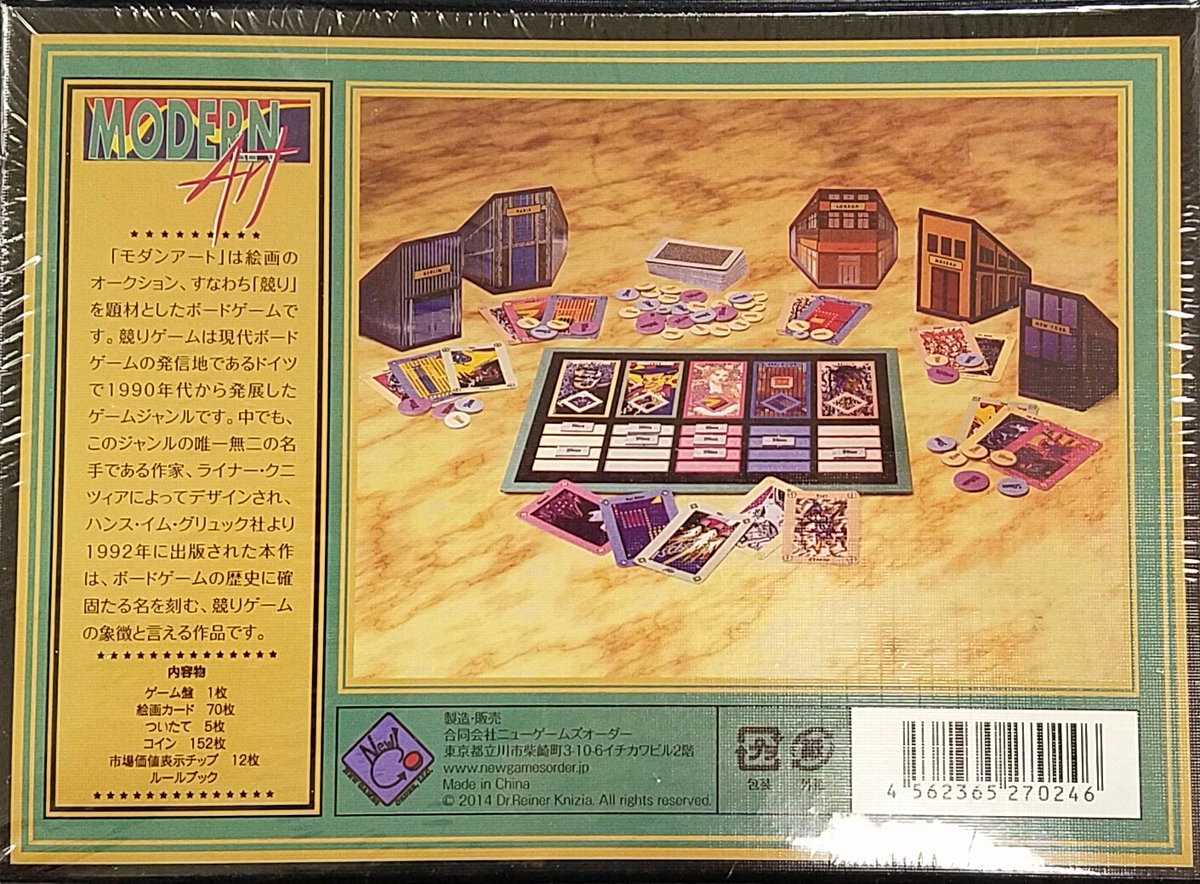 MODERN
Art
「モダンアート」は絵画の
オークション、すなわち「競り」
を題材としたボードゲームで
す。競りゲームは現代ボード
ゲームの発信地であるドイツ
で1990年代から発展した
ゲームジャンルです。中でも、
このジャンルの唯一無二の名
手である作家、ライナー・クニ
ツィアによってデザインされ、
ハンス・イム・グリュック社より
1992年に出版された本作
は、ボードゲームの歴史に確
固たる名を刻む、競りゲーム
の象徴と言える作品です。
内容物
ゲーム盤 1枚
絵画カード 70枚
ついたて 5枚
コイン 152枚
市場価値表示チップ 12枚
ルールブック
BERLIN
PARIS
LONDON
NEW YORK
New!
NEW GAMES ORDER, LLC.
製造・販売
合同会社ニューゲームズオーダー
東京都立川市柴崎町3-10-6イチカワビル2階
www.newgamesorder.jp
Made in China
© 2014 Dr.Reiner Knizia. All rights reserved.
プラ
紙
包装
外箱
4 562365 270246